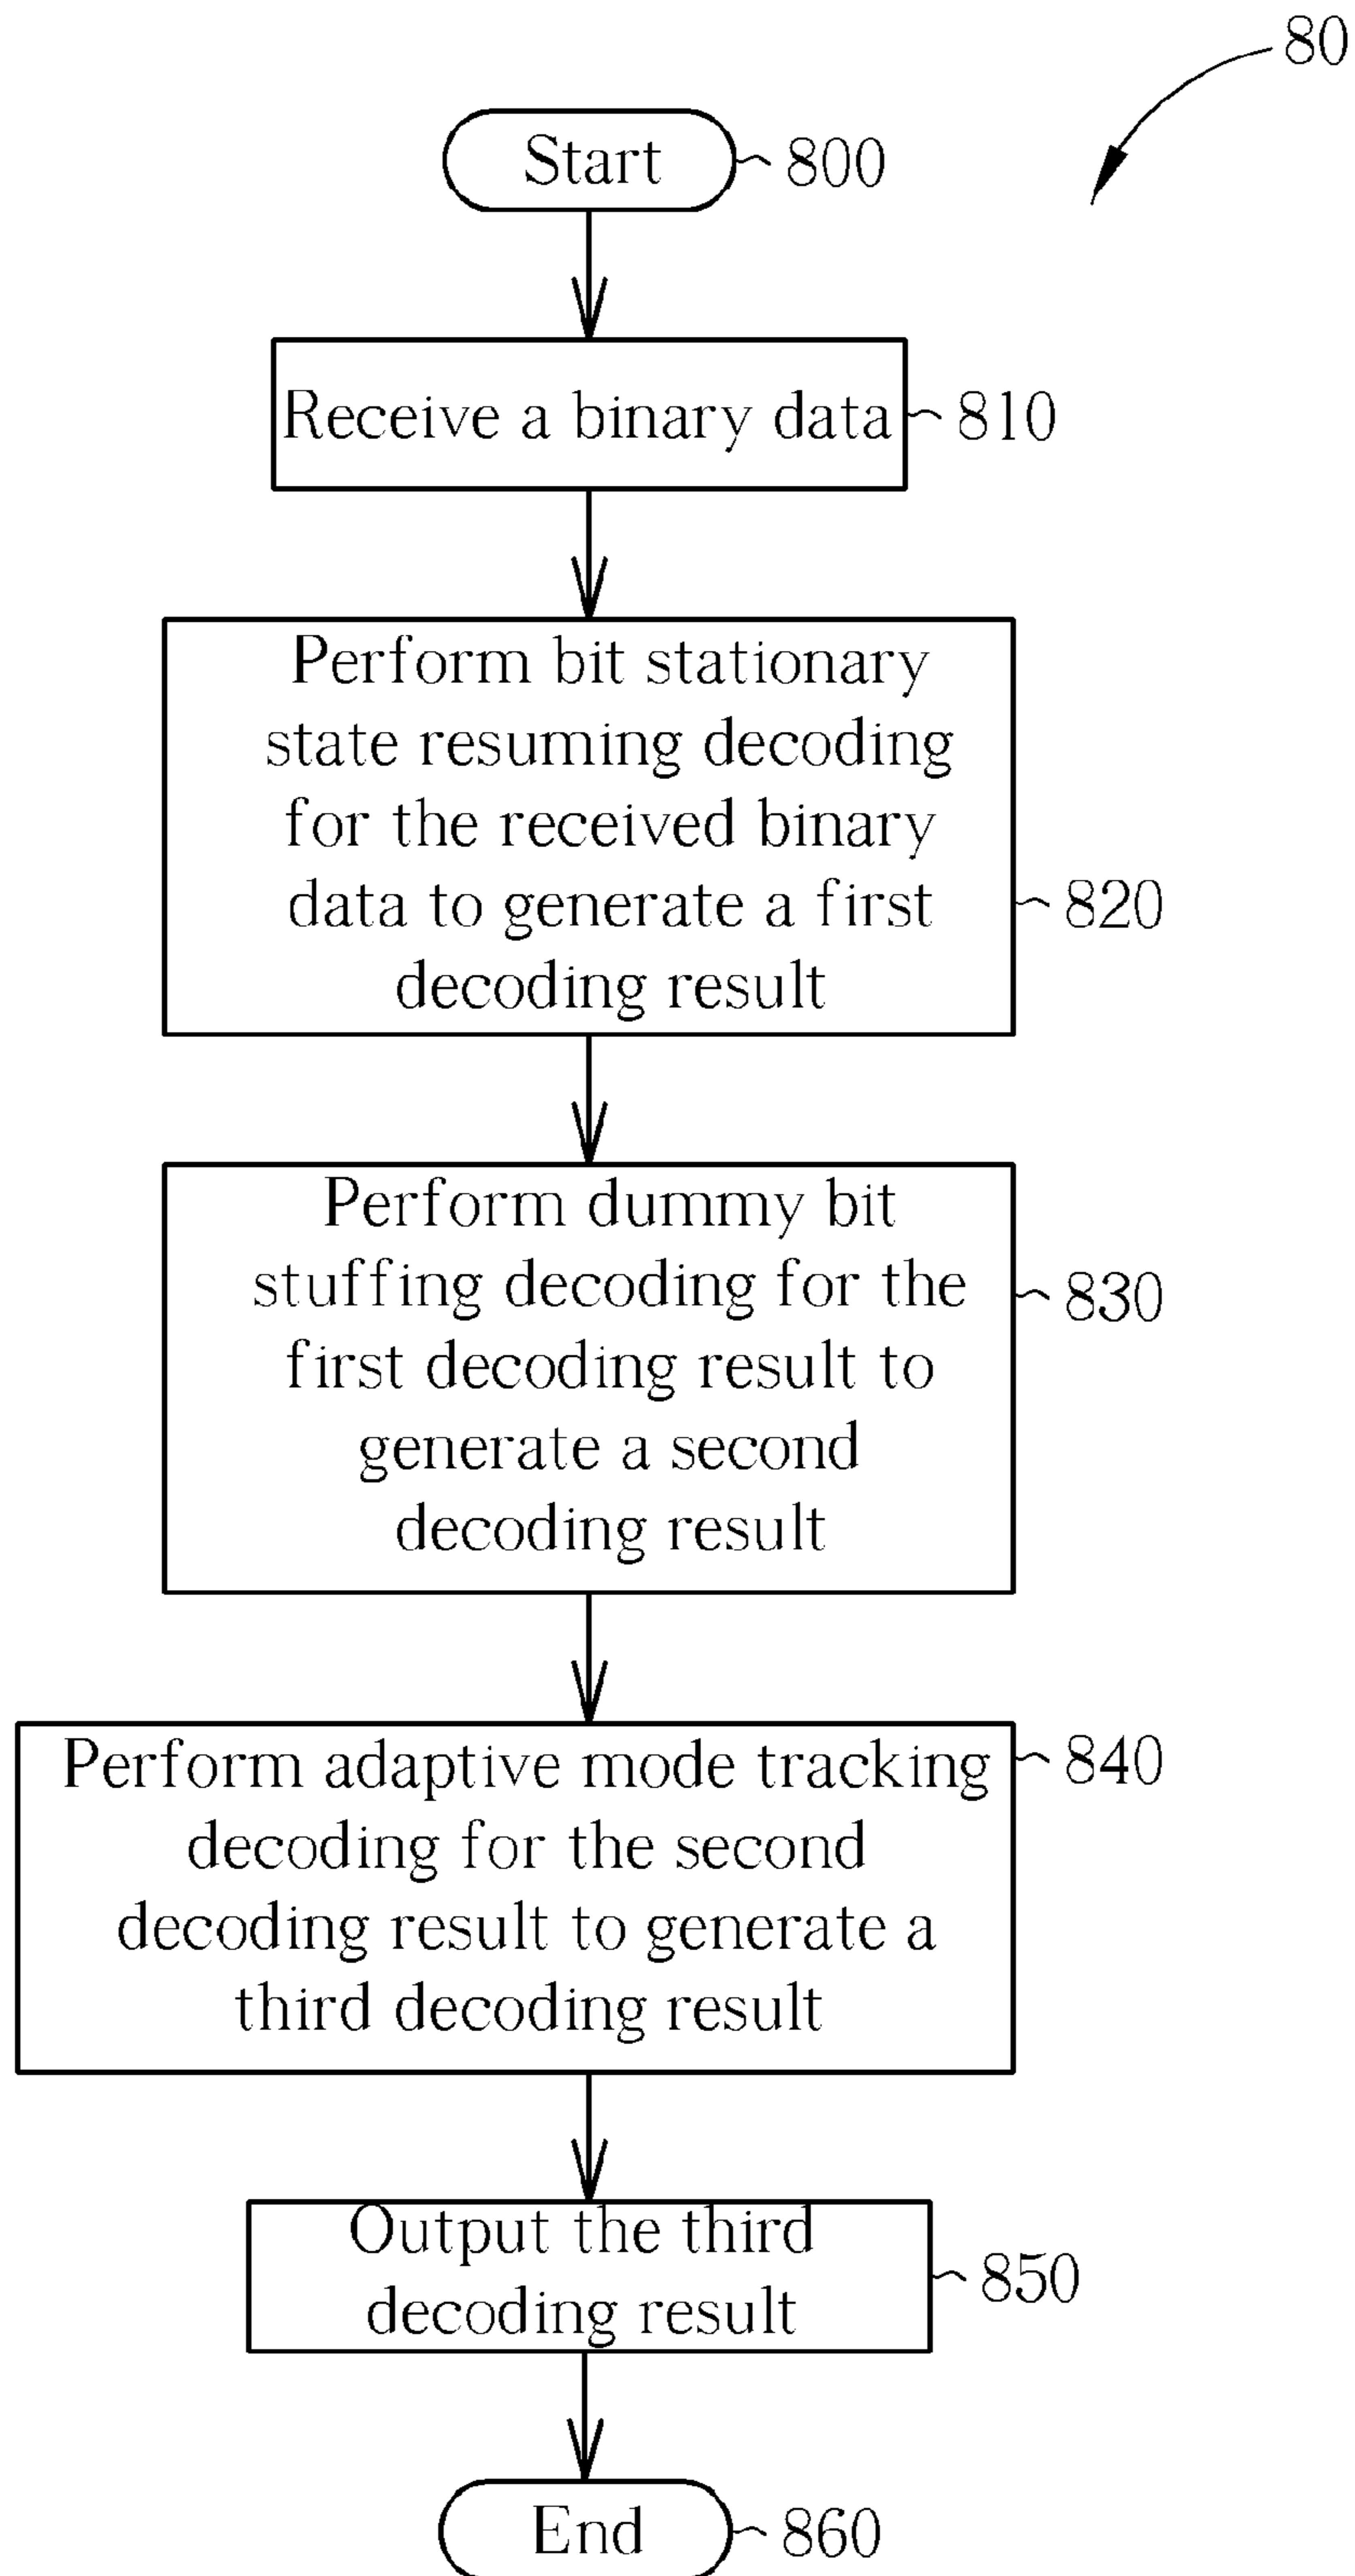 80
Start
800
Receive a binary data
810
Perform bit stationary
state resuming decoding
for the received binary
data to generate a first
decoding result
820
Perform dummy bit
stuffing decoding for the
first decoding result to
generate a second
decoding result
830
Perform adaptive mode tracking
decoding for the second
decoding result to generate a
third decoding result
840
Output the third
decoding result
850
End
860